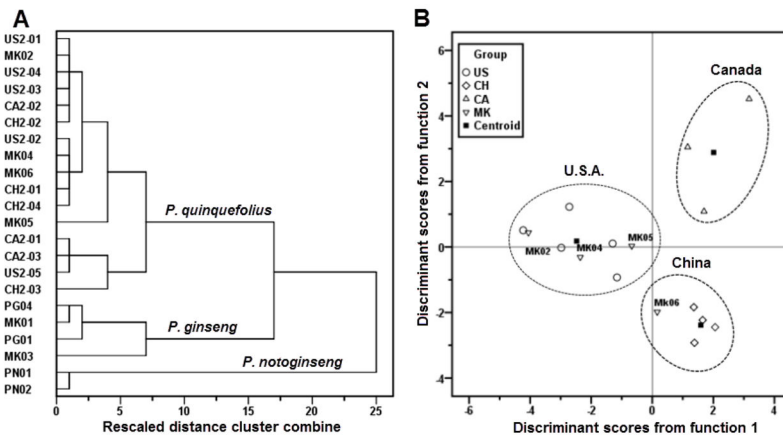 A
US2-01
MK02
US2-04
US2-03
CA2-02
CH2-02
US2-02
MK04
MK06
CH2-01
CH2-04
MK05
CA2-01
CA2-03
US2-05
CH2-03
PG04
MK01
PG01
MK03
PN01
PN02
P. quinquefolius
P. ginseng
P. notoginseng
0 5 10 15 20 25
Rescaled distance cluster combine
B
Discriminant scores from function 2
6
4
2
0
-2
-4
Group
US
CH
CA
MK
Centroid
Canada
U.S.A.
MK02
MK04
MK05
China
Mk06
-6 -4 -2 0 2 4
Discriminant scores from function 1